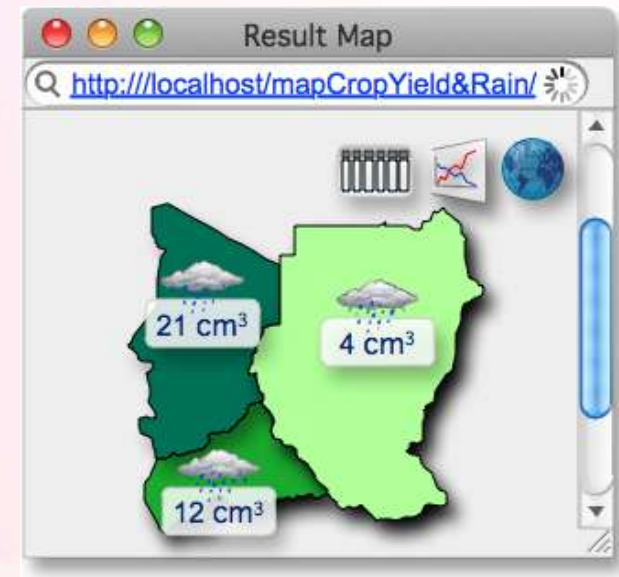 Result Map
http:///localhost/mapCropYield&Rain/
21 cm³
4 cm³
12 cm³